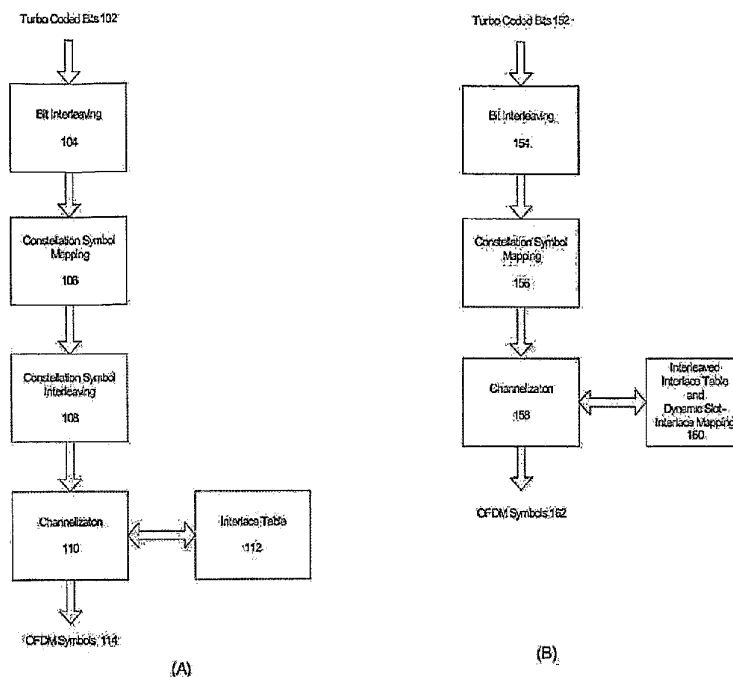 Turbo Coded Bits 102
Bit Interleaving
104
Constellation Symbol
Mapping
106
Constellation Symbol
Interleaving
108
Channelizaton
110
Interlace Table
112
OFDM Symbols, 114
(A)
Turbo Coded Bits 152
Bit Interleaving
154
Constellation Symbol
Mapping
156
Channelizaton
158
Interleaved
Interlace Table
and
Dynamic Slot-
Interlace Mapping
160
OFDM Symbols 162
(B)